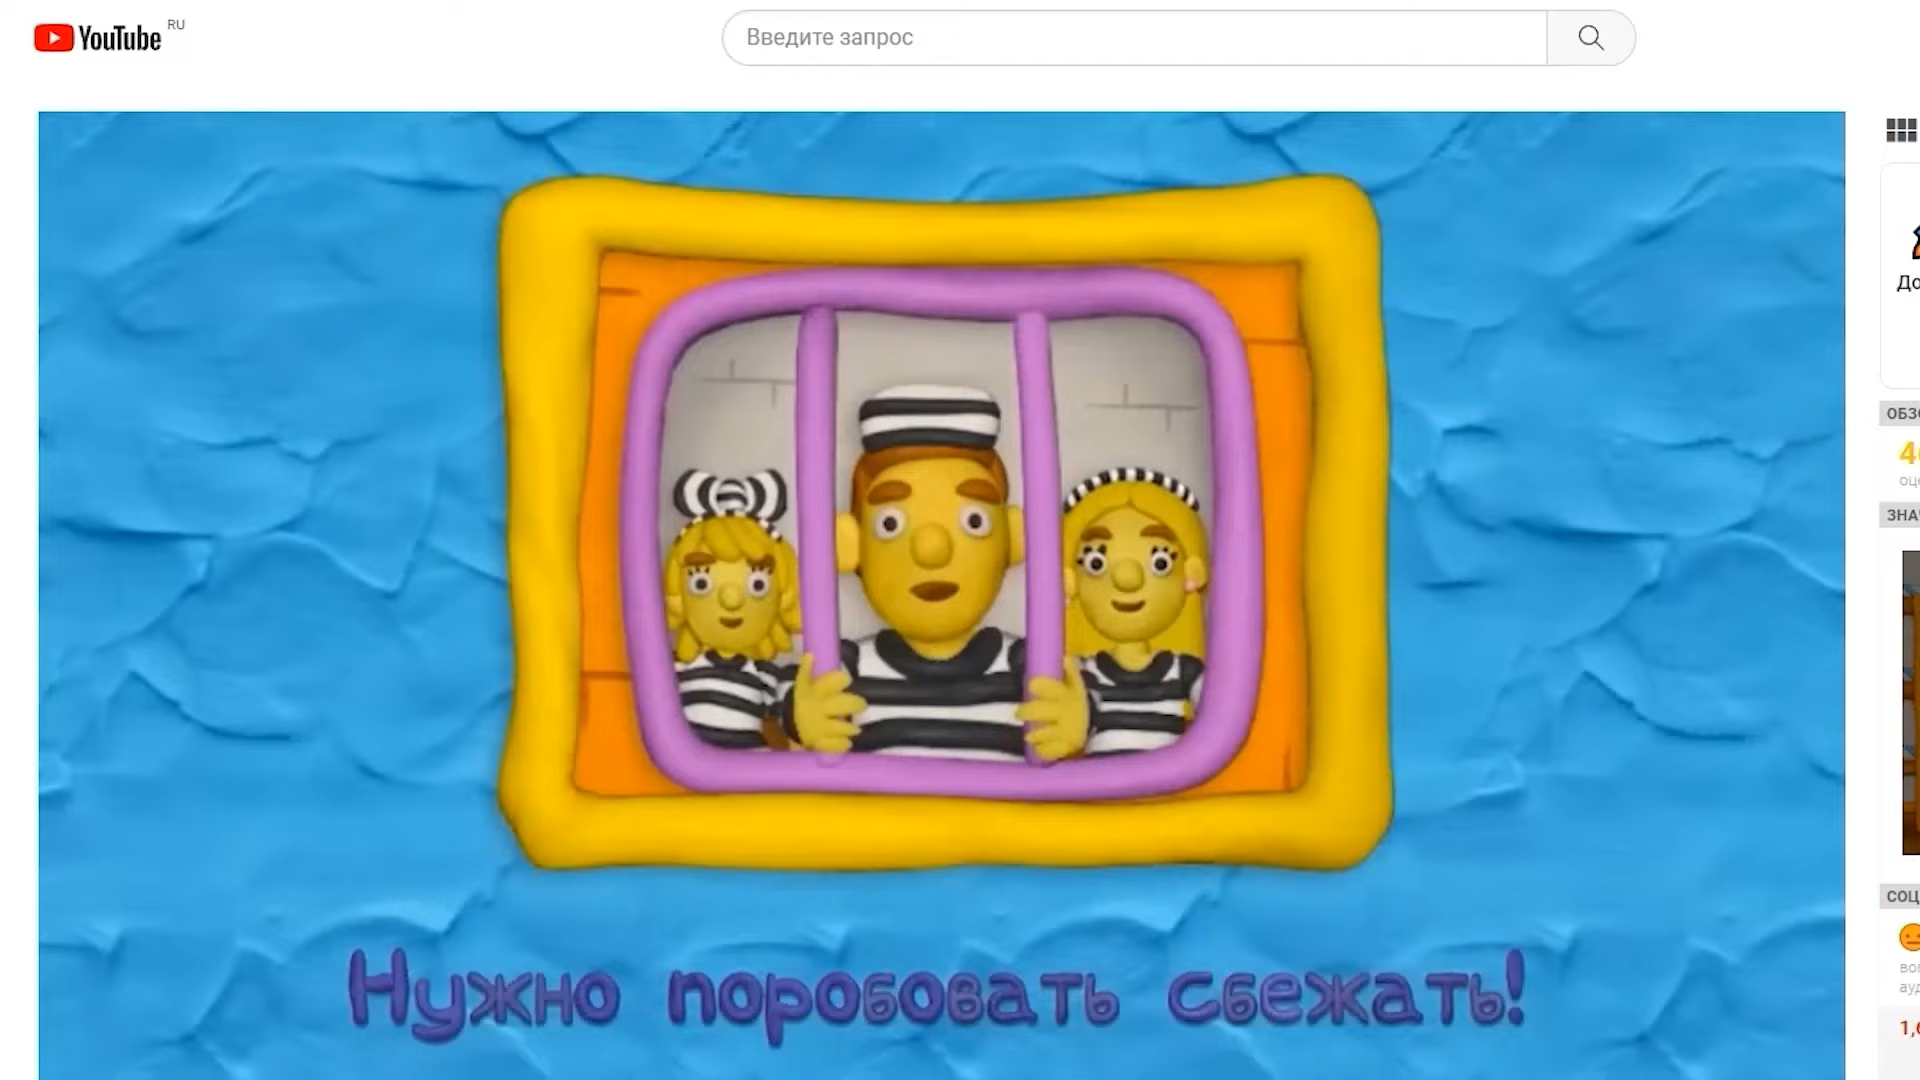 YouTube RU
Введите запрос
Нужно поробовать сбежать!